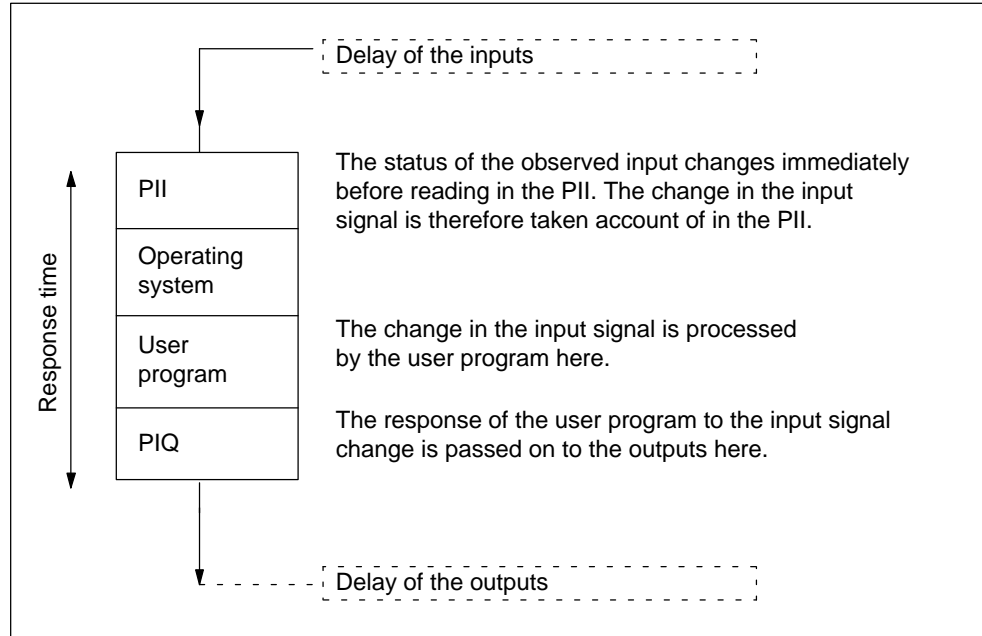 Delay of the inputs
Response time
PII
The status of the observed input changes immediately
before reading in the PII. The change in the input
signal is therefore taken account of in the PII.
Operating
system
User
program
The change in the input signal is processed
by the user program here.
PIQ
The response of the user program to the input signal
change is passed on to the outputs here.
Delay of the outputs